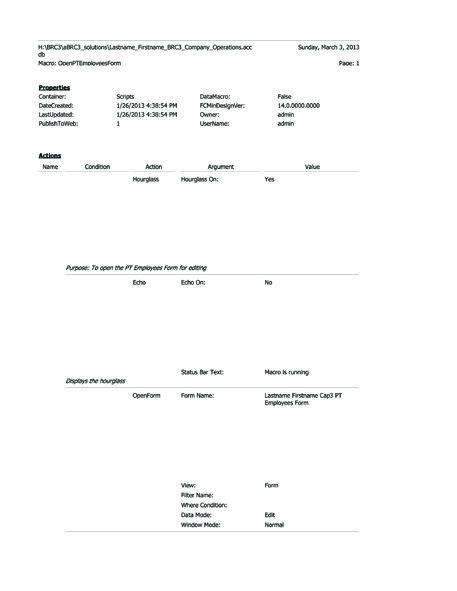 H:\BRC3\aBRC3_solutions\Lastname_Firstname_BRC3_Company_Operations.acc Sunday, March 3, 2013
db
Macro: OpenPTEmployeesForm Page: 1
Properties
Container: Scripts DataMacro: False
DateCreated: 1/26/2013 4:38:54 PM FCMinDesignVer: 14.0.0000.0000
LastUpdated: 1/26/2013 4:38:54 PM Owner: admin
PublishToWeb: 1 UserName: admin
Actions
Name Condition Action Argument Value
Hourglass Hourglass On: Yes
Purpose: To open the PT Employees Form for editing
Echo Echo On: No
Status Bar Text: Macro is running
Displays the hourglass
OpenForm Form Name: Lastname Firstname Cap3 PT
Employees Form
View: Form
Filter Name:
Where Condition:
Data Mode: Edit
Window Mode: Normal